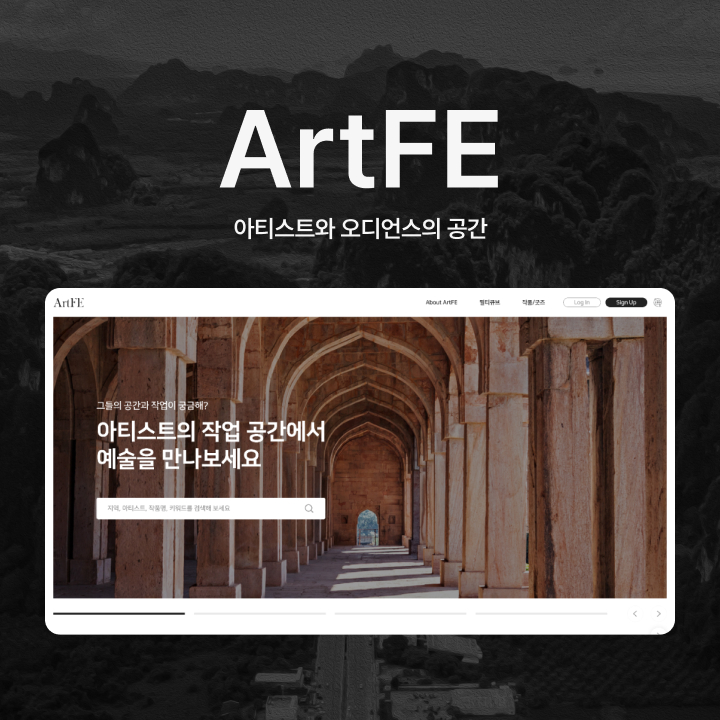 ArtFE
아티스트와 오디언스의 공간
ArtFE
About ArtFE
멀티큐브
작품/굿즈
Log In
Sign Up
그들의 공간과 작업이 궁금해?
아티스트의 작업 공간에서
예술을 만나보세요
지역, 아티스트, 작품명, 키워드를 검색해 보세요